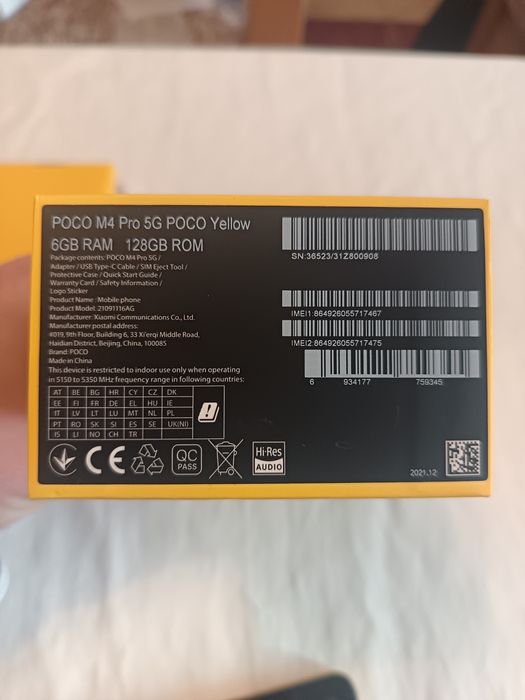 POCO M4 Pro 5G POCO Yellow
6GB RAM 128GB ROM
Package contents: POCO M4 Pro 5G /
Adapter / USB Type-C Cable / SIM Eject Tool /
Protective Case / Quick Start Guide /
Warranty Card / Safety Information /
Logo Sticker
Product Name : Mobile phone
Product Model: 21091116AG
Manufacturer: Xiaomi Communications Co., Ltd.
Manufacturer postal address:
#019, 9th Floor, Building 6, 33 Xi'erqi Middle Road,
Haidian District, Beijing, China, 100085
Brand: POCO
Made in China
This device is restricted to indoor use only when operating
in 5150 to 5350 MHz frequency range in following countries:
AT BE BG HR CY CZ DK
EE FI FR DE EL HU IE
IT LV LT LU MT NL PL
PT RO SK SI ES SE UK(NI)
IS LI NO CH TR
CE
QC
PASS
Hi-Res
AUDIO
SN:36523/31Z800908
IMEI1:864926055717467
IMEI2:864926055717475
6 934177 759345
2021.12